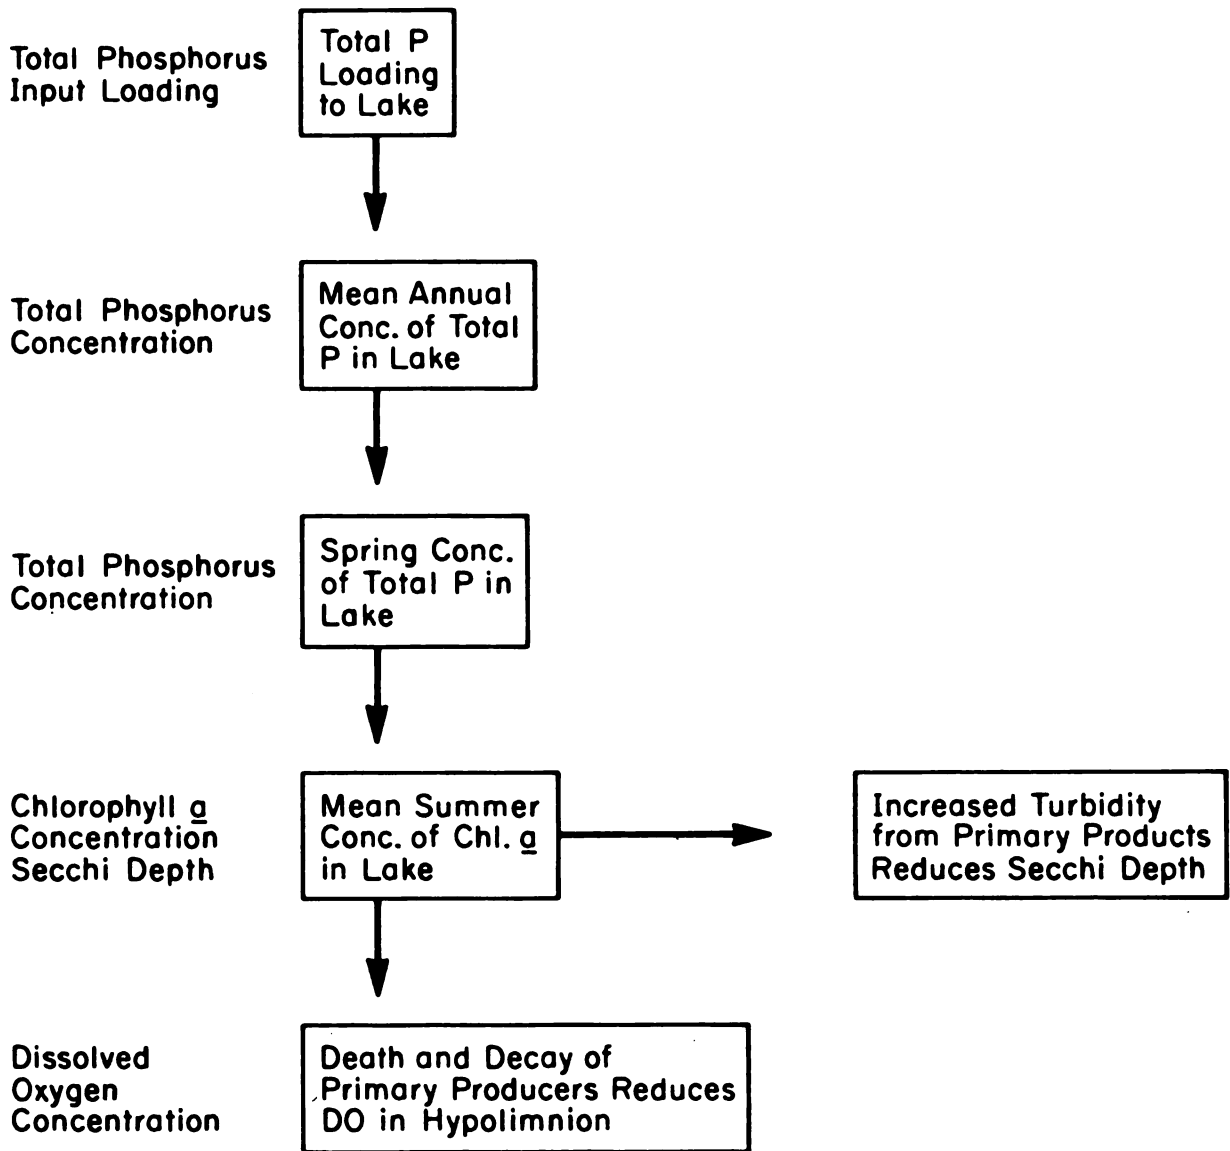 Total Phosphorus
Input Loading
Total P
Loading
to Lake
Total Phosphorus
Concentration
Mean Annual
Conc. of Total
P in Lake
Total Phosphorus
Concentration
Spring Conc.
of Total P in
Lake
Chlorophyll a
Concentration
Secchi Depth
Mean Summer
Conc. of Chl. a
in Lake
Increased Turbidity
from Primary Products
Reduces Secchi Depth
Dissolved
Oxygen
Concentration
Death and Decay of
Primary Producers Reduces
DO in Hypolimnion